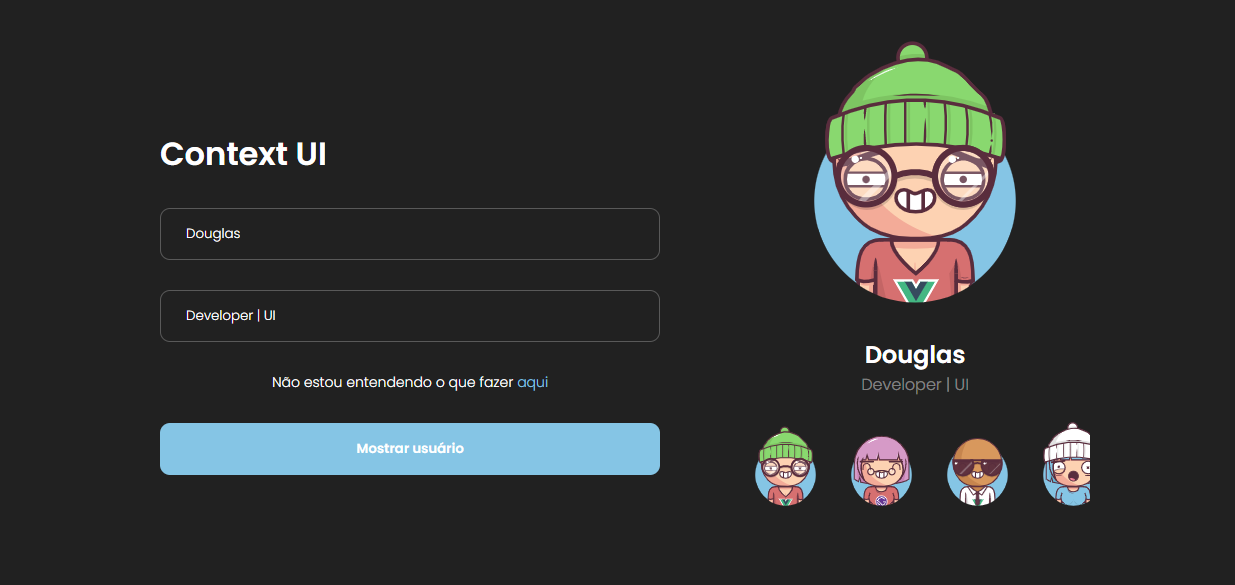 Context UI
Douglas
Developer | UI
Não estou entendendo o que fazer aqui
Mostrar usuário
Douglas
Developer | UI